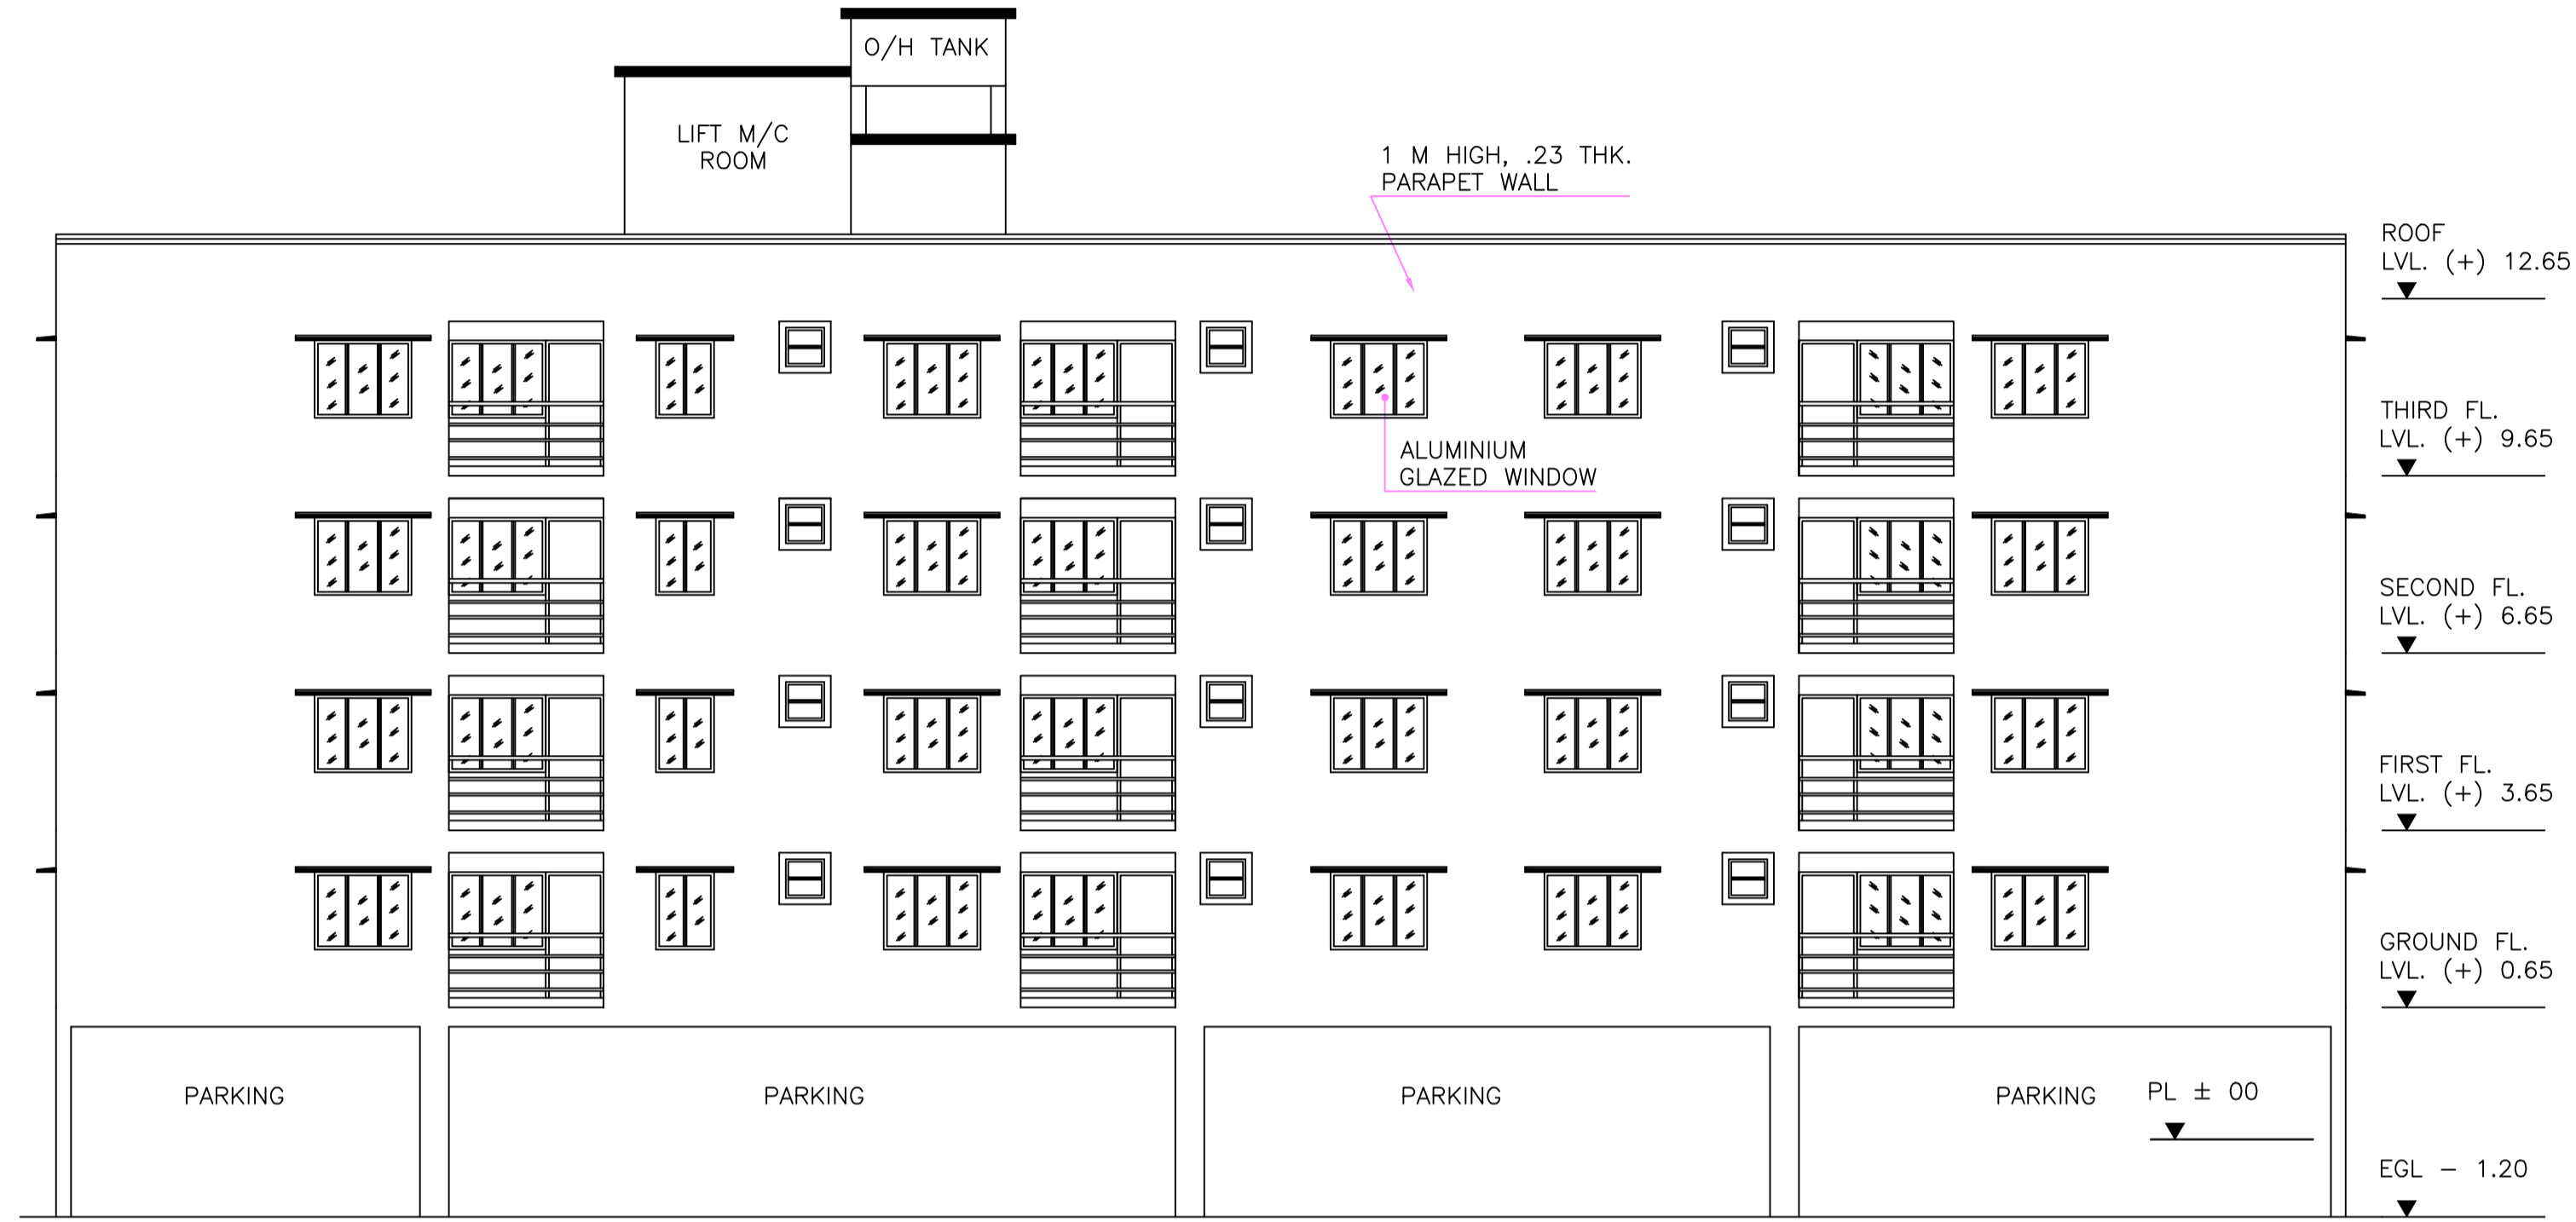 O/H TANK
LIFT M/C
ROOM
1 M HIGH, .23 THK.
PARAPET WALL
ROOF
LVL. (+) 12.65
THIRD FL.
LVL. (+) 9.65
ALUMINIUM
GLAZED WINDOW
SECOND FL.
LVL. (+) 6.65
FIRST FL.
LVL. (+) 3.65
GROUND FL.
LVL. (+) 0.65
PARKING
PARKING
PARKING
PARKING
PL ± 00
EGL - 1.20